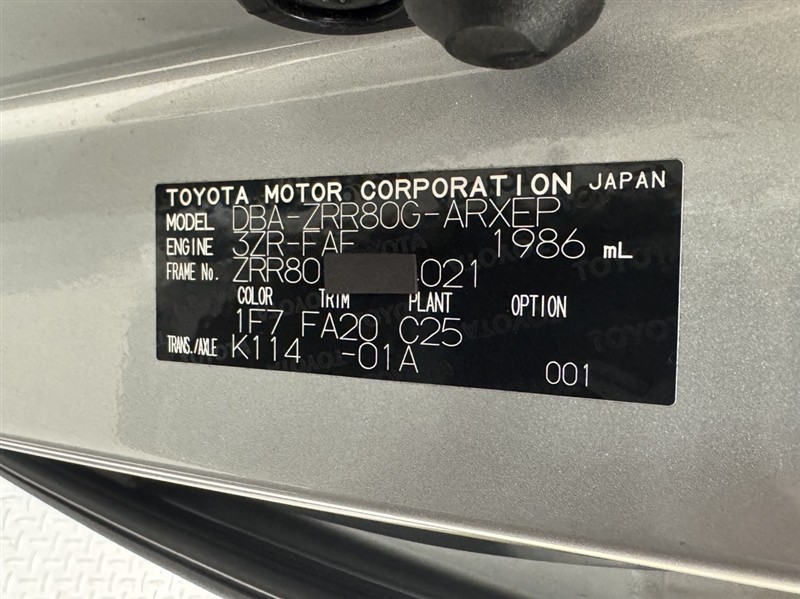 TOYOTA MOTOR CORPORATION JAPAN
MODEL DBA-ZRR80G-ARXEP
ENGINE 3ZR-FAE 1986 mL
FRAME No. ZRR80 021
COLOR TRIM PLANT OPTION
1F7 FA20 C25
TRANS./AXLE K114 -01A
001